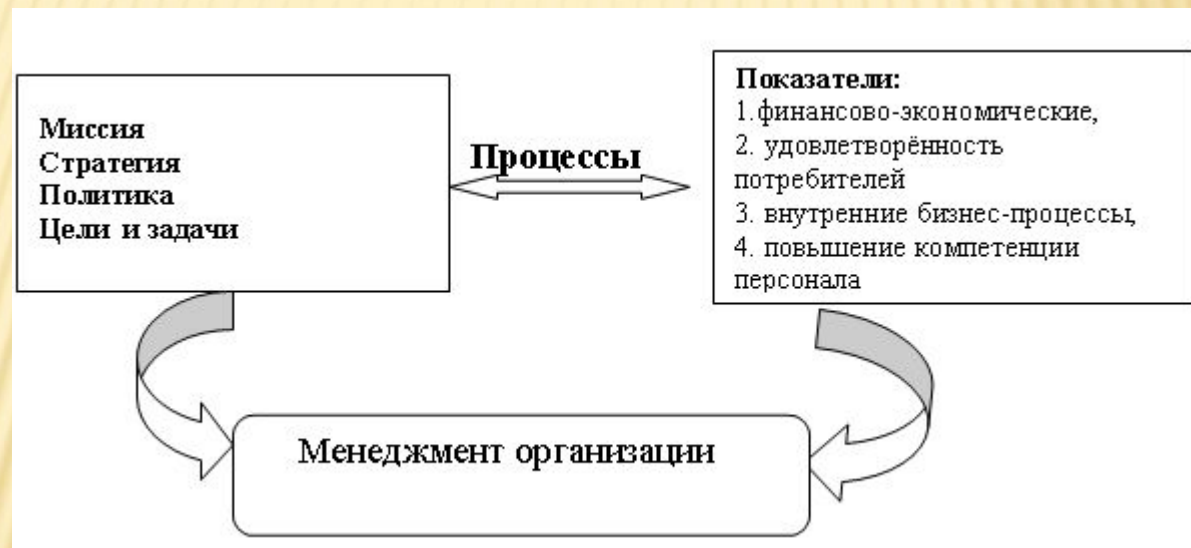 Миссия
Стратегия
Политика
Цели и задачи
Процессы
Показатели:
1.финансово-экономические,
2. удовлетворённость
потребителей
3. внутренние бизнес-процессы,
4. повышение компетенции
персонала
Менеджмент организации